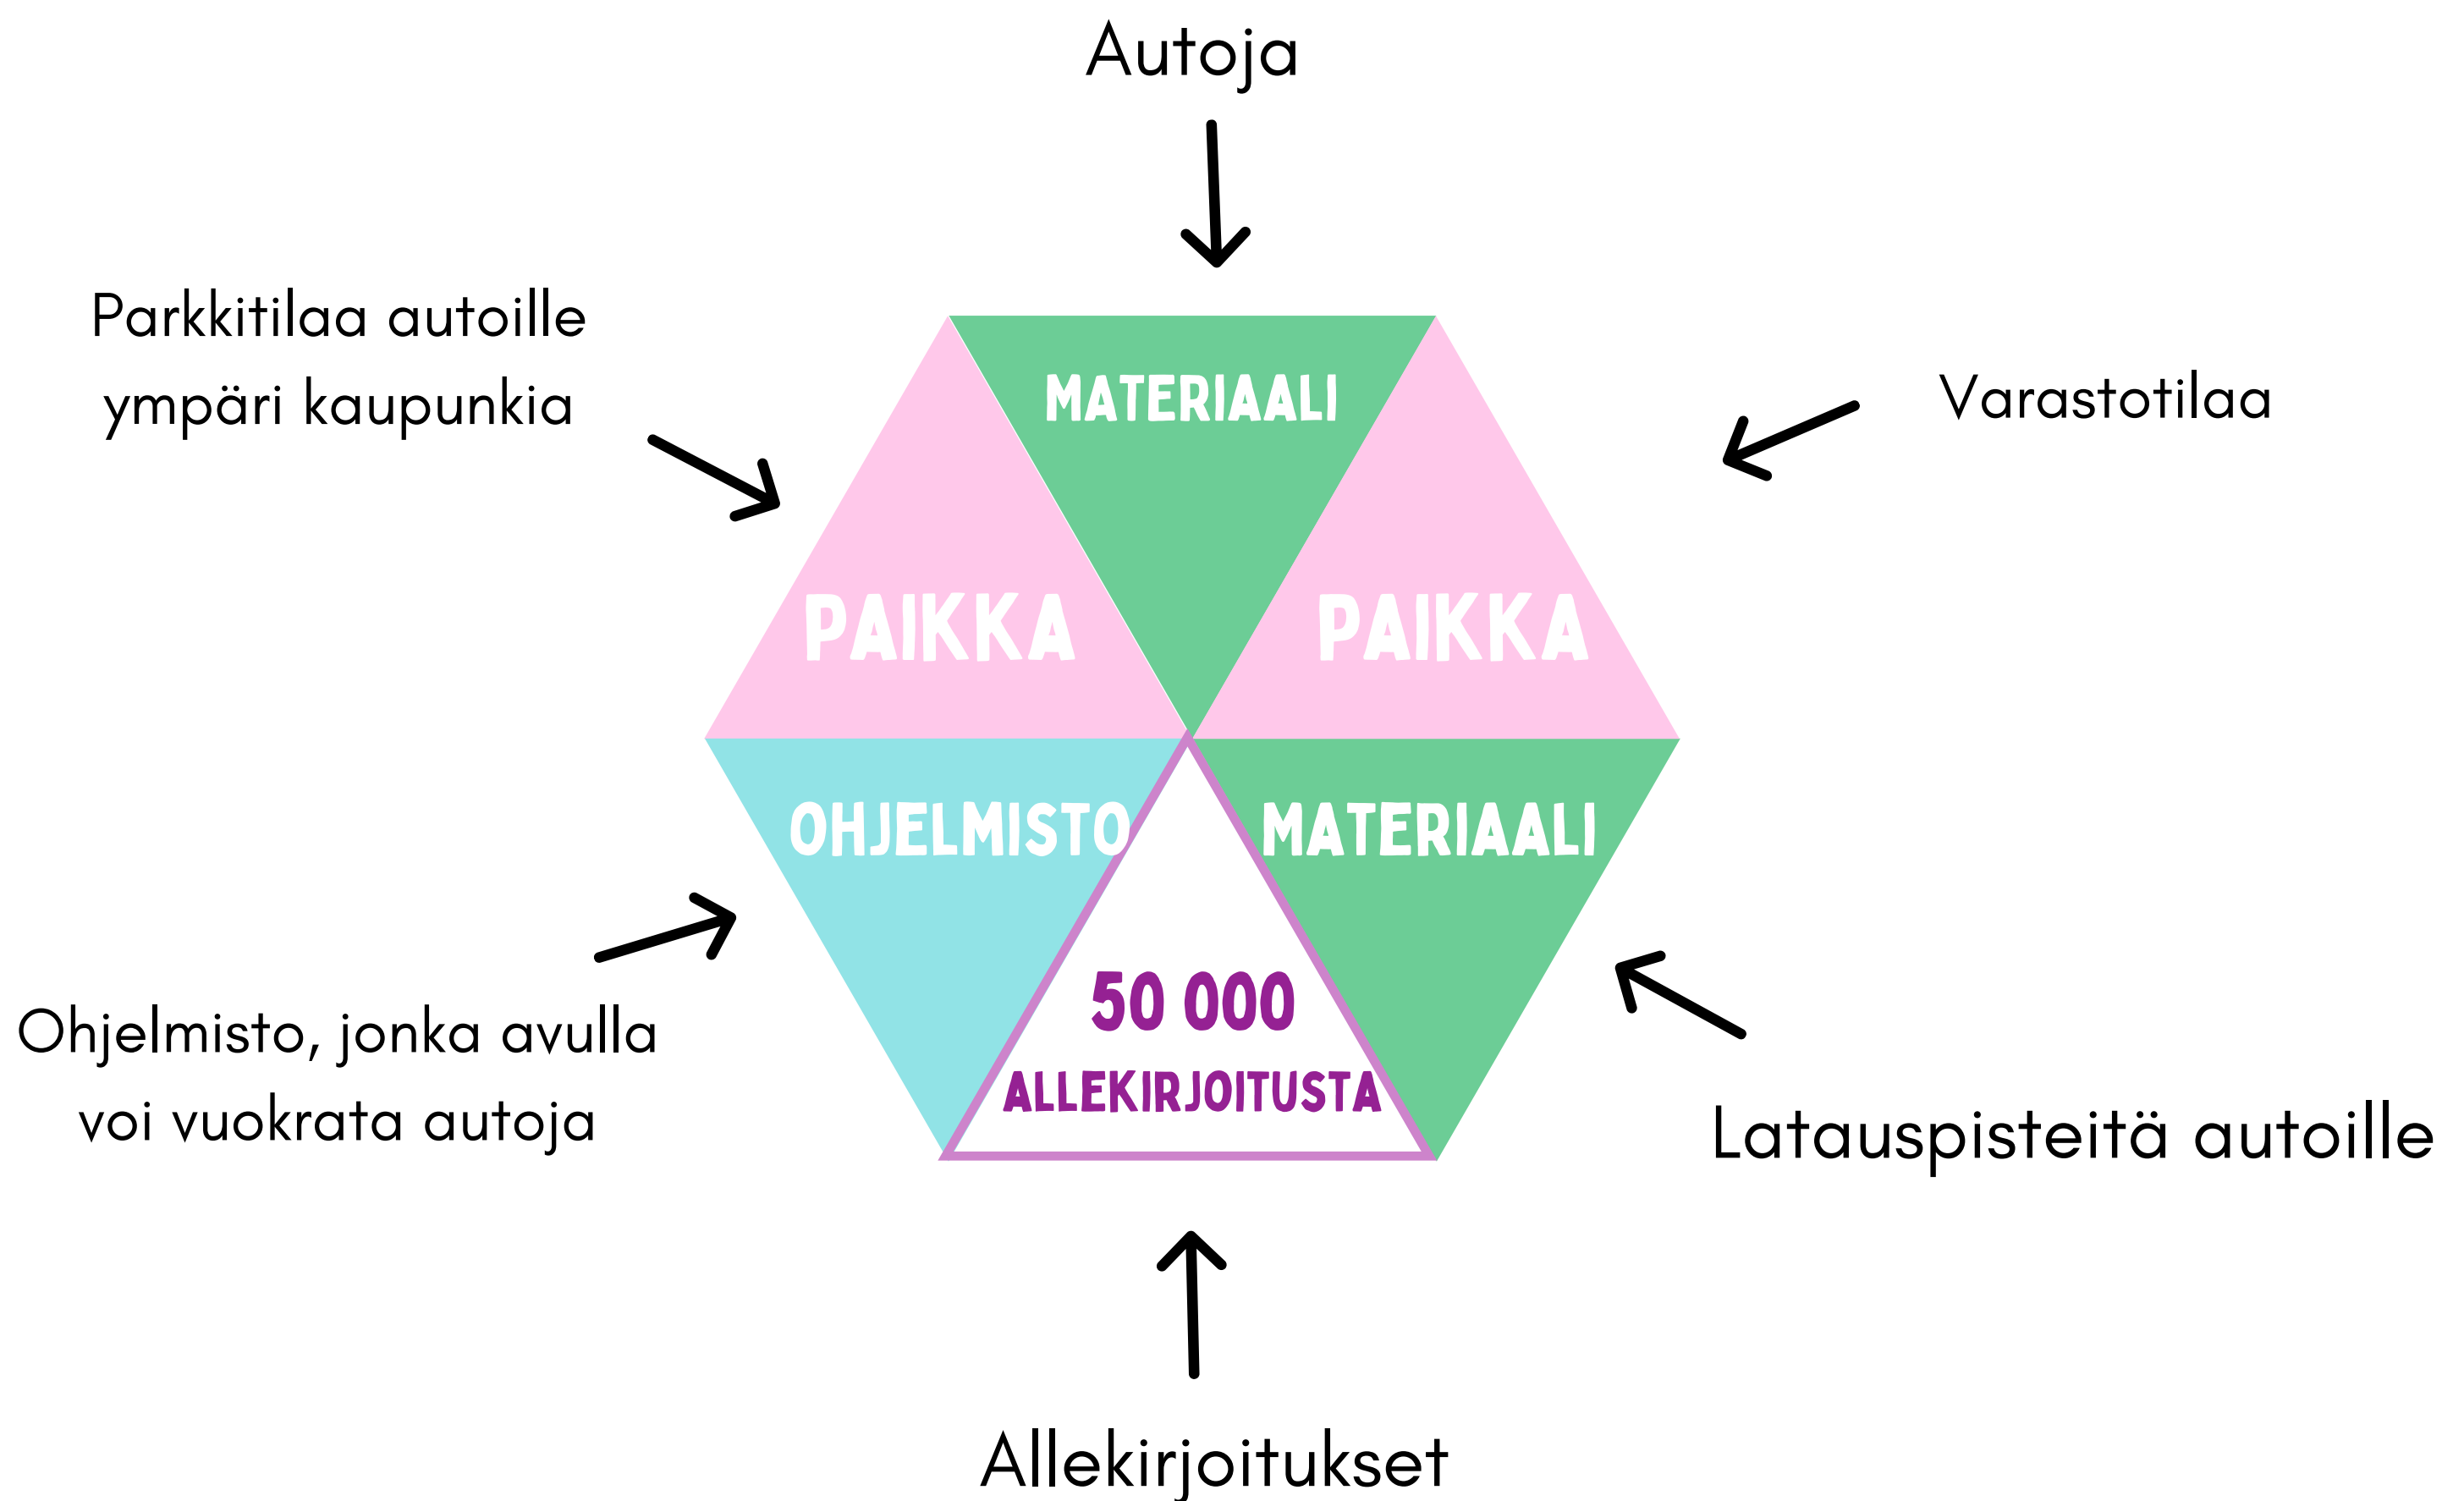 Autoja
Parkkitilaa autoille
ympäri kaupunkia
Varastotilaa
MATERIAALI
PAIKKA
PAIKKA
OHJELMISTO
MATERIAALI
50 000
ALLEKIRJOITUSTA
Ohjelmisto, jonka avulla
voi vuokrata autoja
Latauspisteitä autoille
Allekirjoitukset